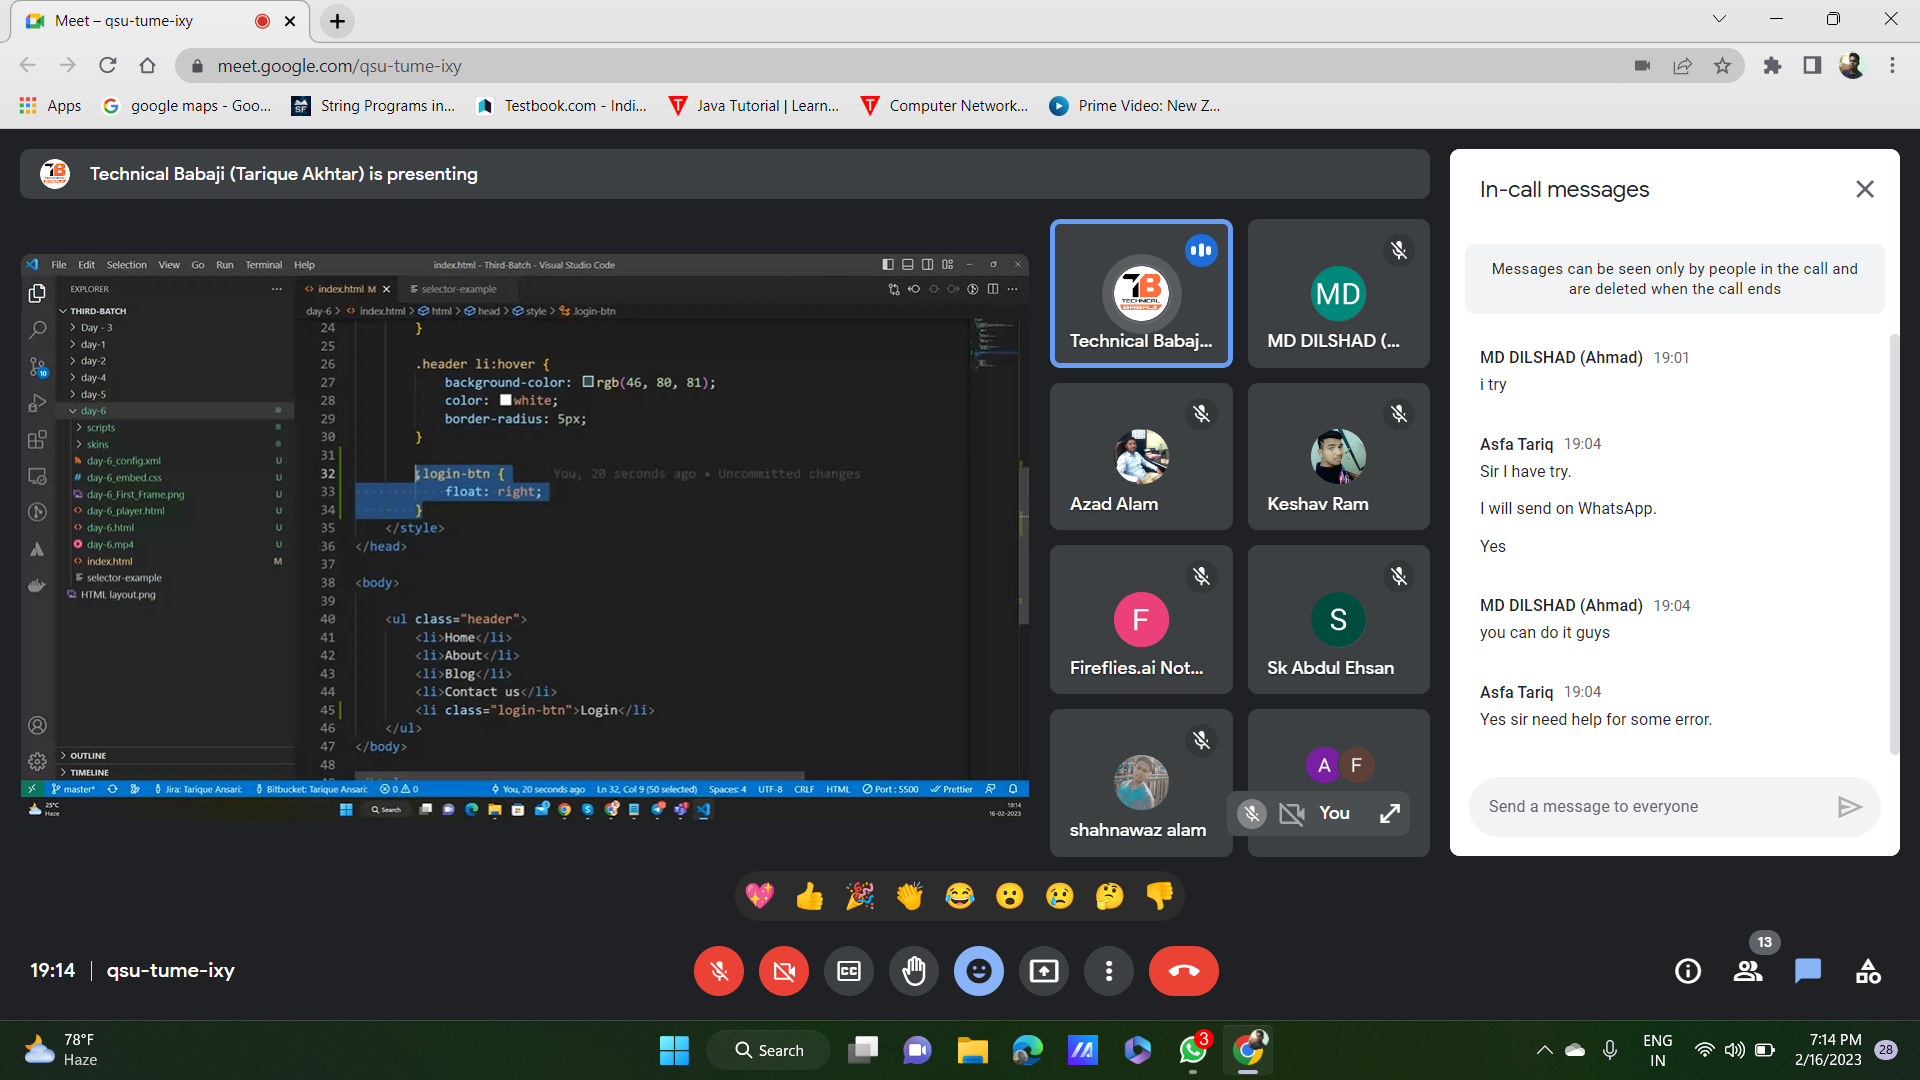 Meet – qsu-tume-ixy
meet.google.com/qsu-tume-ixy
Apps
google maps - Goo...
String Programs in...
Testbook.com - Indi...
Java Tutorial | Learn...
Computer Network...
Prime Video: New Z...
Technical Babaji (Tarique Akhtar) is presenting
File Edit Selection View Go Run Terminal Help
index.html - Third-Batch - Visual Studio Code
EXPLORER
THIRD-BATCH
Day - 3
day-1
day-2
day-4
day-5
day-6
scripts
skins
day-6_config.xml U
day-6_embed.css U
day-6_First_Frame.png U
day-6_player.html U
day-6.html U
day-6.mp4 U
index.html M
selector-example
HTML layout.png
OUTLINE
TIMELINE
10
index.html M
selector-example
day-6 > index.html > html > head > style > .login-btn
24 }
25
26 .header li:hover {
27 background-color: rgb(46, 80, 81);
28 color: white;
29 border-radius: 5px;
30 }
31
32 .login-btn { You, 20 seconds ago • Uncommitted changes
33 float: right;
34 }
35 </style>
36 </head>
37
38 <body>
39
40 <ul class="header">
41 <li>Home</li>
42 <li>About</li>
43 <li>Blog</li>
44 <li>Contact us</li>
45 <li class="login-btn">Login</li>
46 </ul>
47 </body>
48
master* Jira: Tarique Ansari: Bitbucket: Tarique Ansari: 0 0 You, 20 seconds ago Ln 32, Col 9 (50 selected) Spaces: 4 UTF-8 CRLF HTML Port : 5500 Prettier
25°C
Haze
Search
19:14
16-02-2023
Technical Babaj...
MD
MD DILSHAD (...
Azad Alam
Keshav Ram
F
Fireflies.ai Not...
S
Sk Abdul Ehsan
shahnawaz alam
A
F
You
In-call messages
Messages can be seen only by people in the call and
are deleted when the call ends
MD DILSHAD (Ahmad) 19:01
i try
Asfa Tariq 19:04
Sir I have try.
I will send on WhatsApp.
Yes
MD DILSHAD (Ahmad) 19:04
you can do it guys
Asfa Tariq 19:04
Yes sir need help for some error.
Send a message to everyone
19:14 | qsu-tume-ixy
CC
13
78°F
Haze
Search
3
ENG
IN
7:14 PM
2/16/2023
28